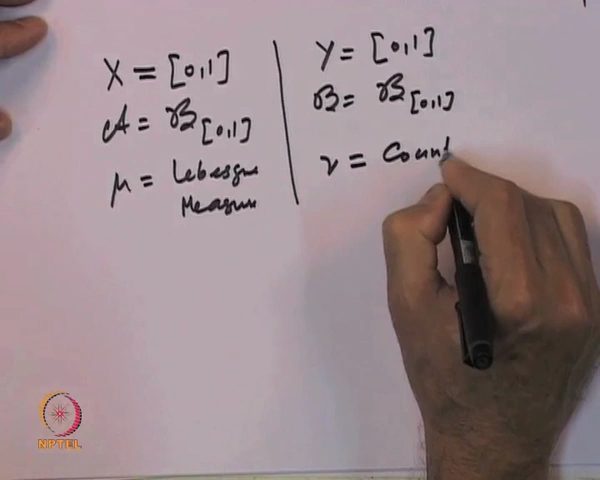 X = [0,1]
𝒜 = ℬ[0,1]
μ = Lebesgue
Measure
Y = [0,1]
ℬ = ℬ[0,1]
ν = Count
NPTEL